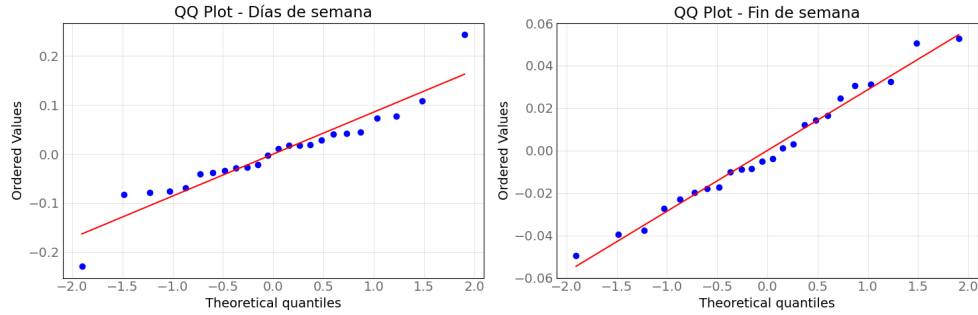 QQ Plot - Días de semana
Ordered Values
0.2
0.1
0.0
−0.1
−0.2
−2.0 −1.5 −1.0 −0.5 0.0 0.5 1.0 1.5 2.0
Theoretical quantiles
QQ Plot - Fin de semana
Ordered Values
0.06
0.04
0.02
0.00
−0.02
−0.04
−0.06
−2.0 −1.5 −1.0 −0.5 0.0 0.5 1.0 1.5 2.0
Theoretical quantiles